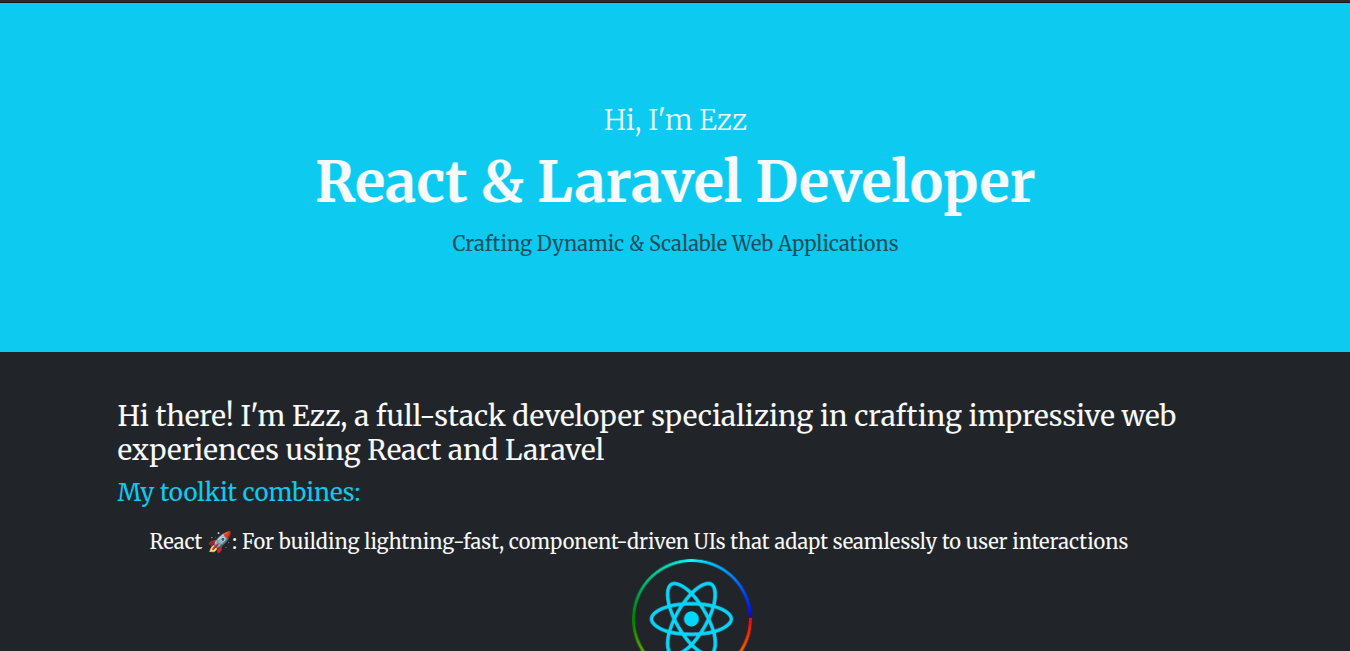 Hi, I'm Ezz
React & Laravel Developer
Crafting Dynamic & Scalable Web Applications
Hi there! I'm Ezz, a full-stack developer specializing in crafting impressive web
experiences using React and Laravel
My toolkit combines:
React 🚀: For building lightning-fast, component-driven UIs that adapt seamlessly to user interactions